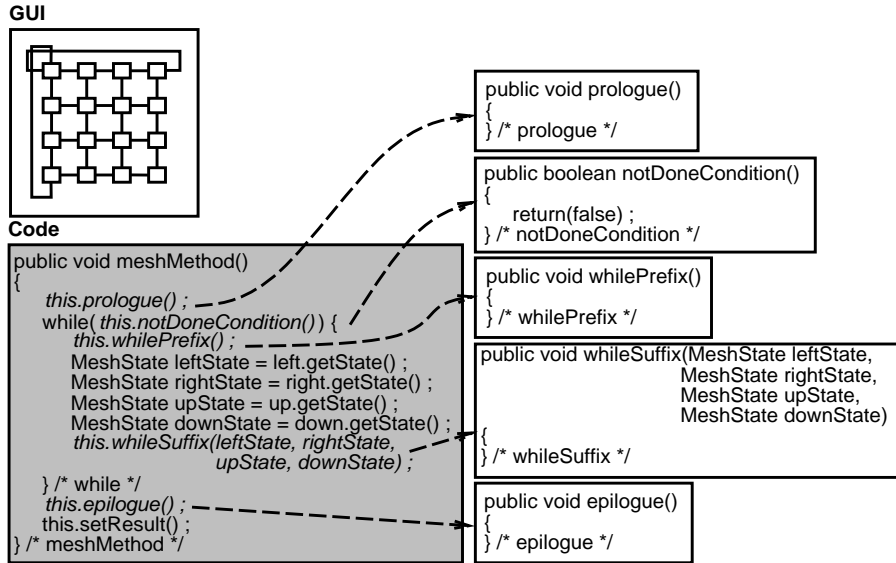 GUI
Code
public void meshMethod()
{
this.prologue() ;
while( this.notDoneCondition() ) {
this.whilePrefix() ;
MeshState leftState = left.getState() ;
MeshState rightState = right.getState() ;
MeshState upState = up.getState() ;
MeshState downState = down.getState() ;
this.whileSuffix(leftState, rightState,
upState, downState) ;
} /* while */
this.epilogue() ;
this.setResult() ;
} /* meshMethod */
public void prologue()
{
} /* prologue */
public boolean notDoneCondition()
{
return(false) ;
} /* notDoneCondition */
public void whilePrefix()
{
} /* whilePrefix */
public void whileSuffix(MeshState leftState,
MeshState rightState,
MeshState upState,
MeshState downState)
{
} /* whileSuffix */
public void epilogue()
{
} /* epilogue */